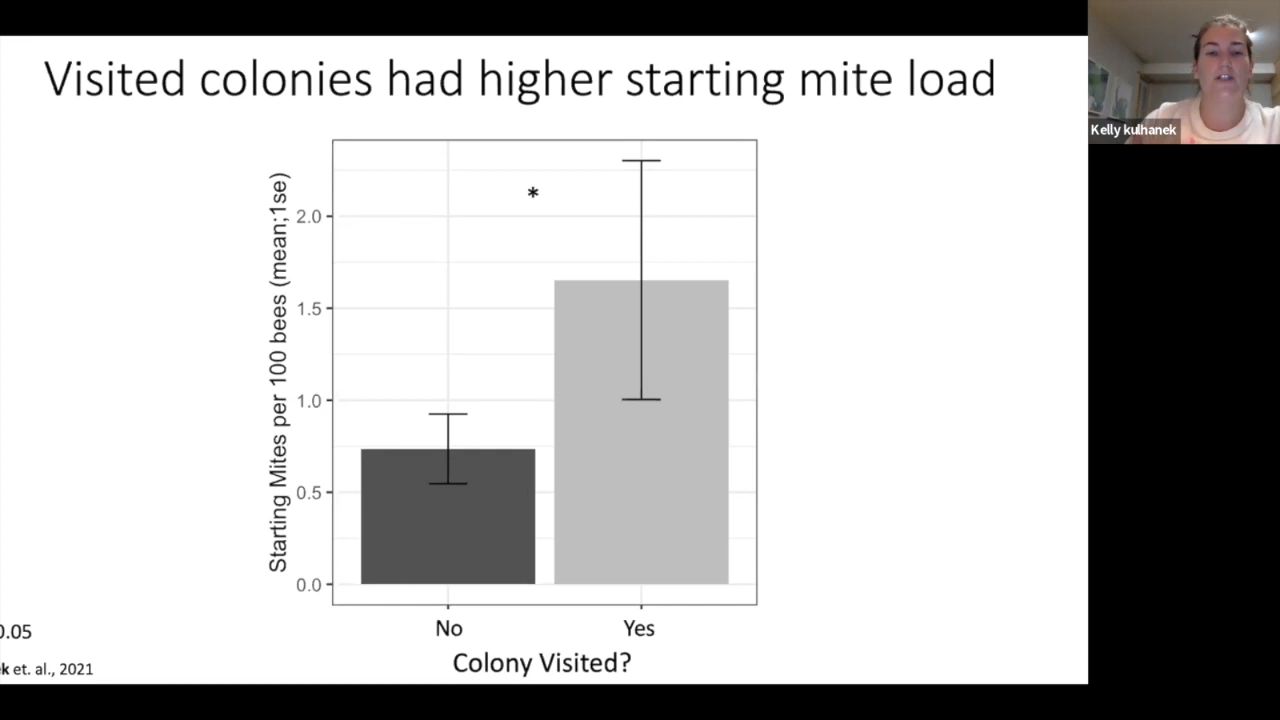 Visited colonies had higher starting mite load
Kelly kulhanek
*
Starting Mites per 100 bees (mean;1se)
2.0
1.5
1.0
0.5
0.0
No Yes
Colony Visited?
0.05
k et. al., 2021